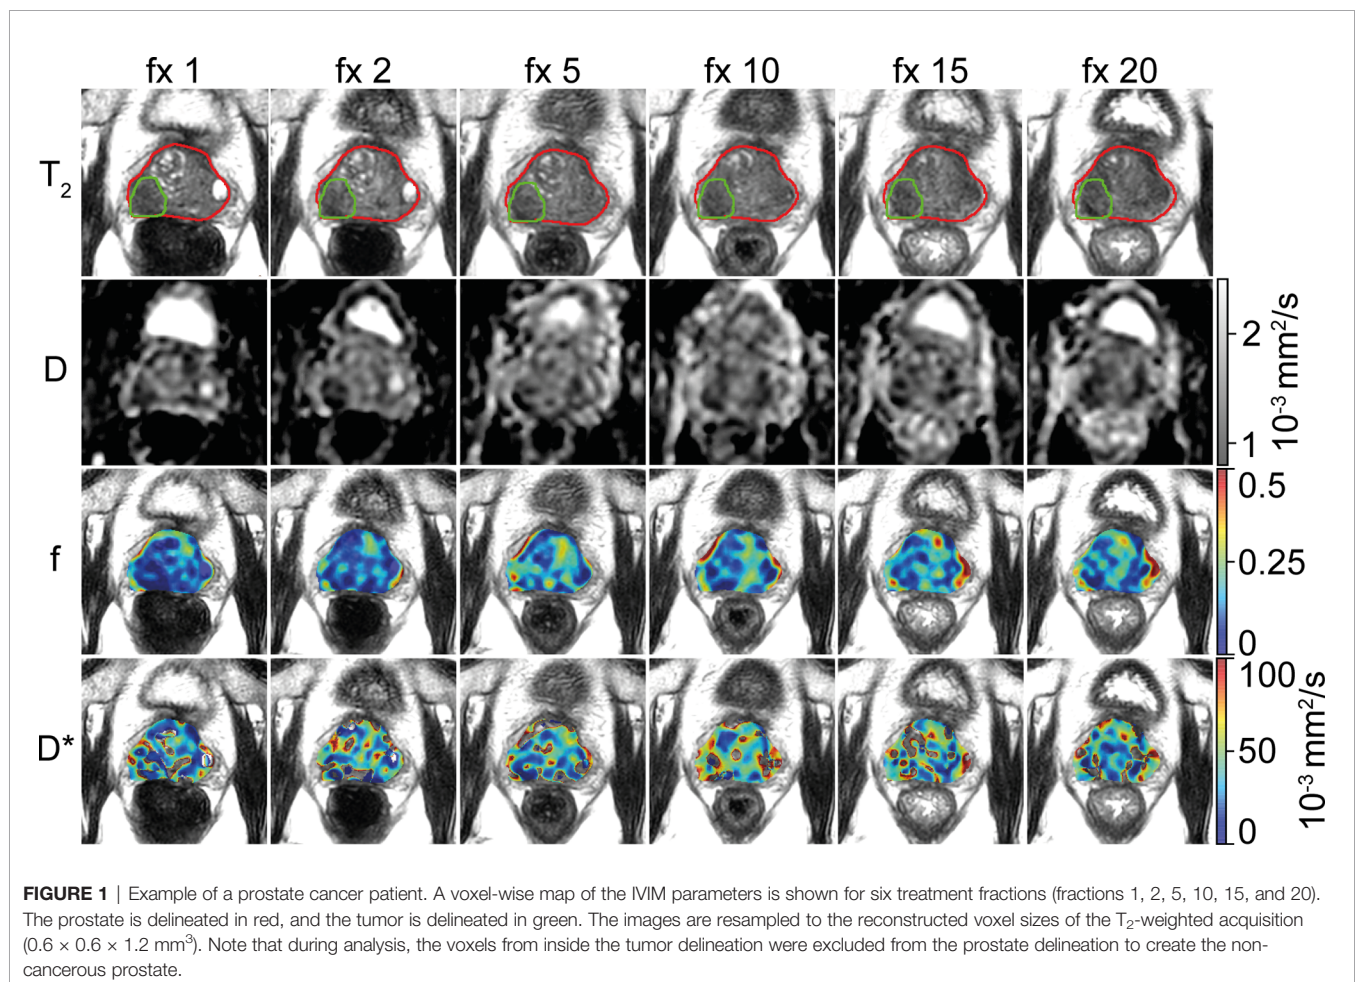 fx 1 fx 2 fx 5 fx 10 fx 15 fx 20
T₂
D
2
1
10⁻³ mm²/s
f
0.5
0.25
0
D*
100
50
0
10⁻³ mm²/s
FIGURE 1 | Example of a prostate cancer patient. A voxel-wise map of the IVIM parameters is shown for six treatment fractions (fractions 1, 2, 5, 10, 15, and 20).
The prostate is delineated in red, and the tumor is delineated in green. The images are resampled to the reconstructed voxel sizes of the T₂-weighted acquisition
(0.6 × 0.6 × 1.2 mm³). Note that during analysis, the voxels from inside the tumor delineation were excluded from the prostate delineation to create the non-
cancerous prostate.